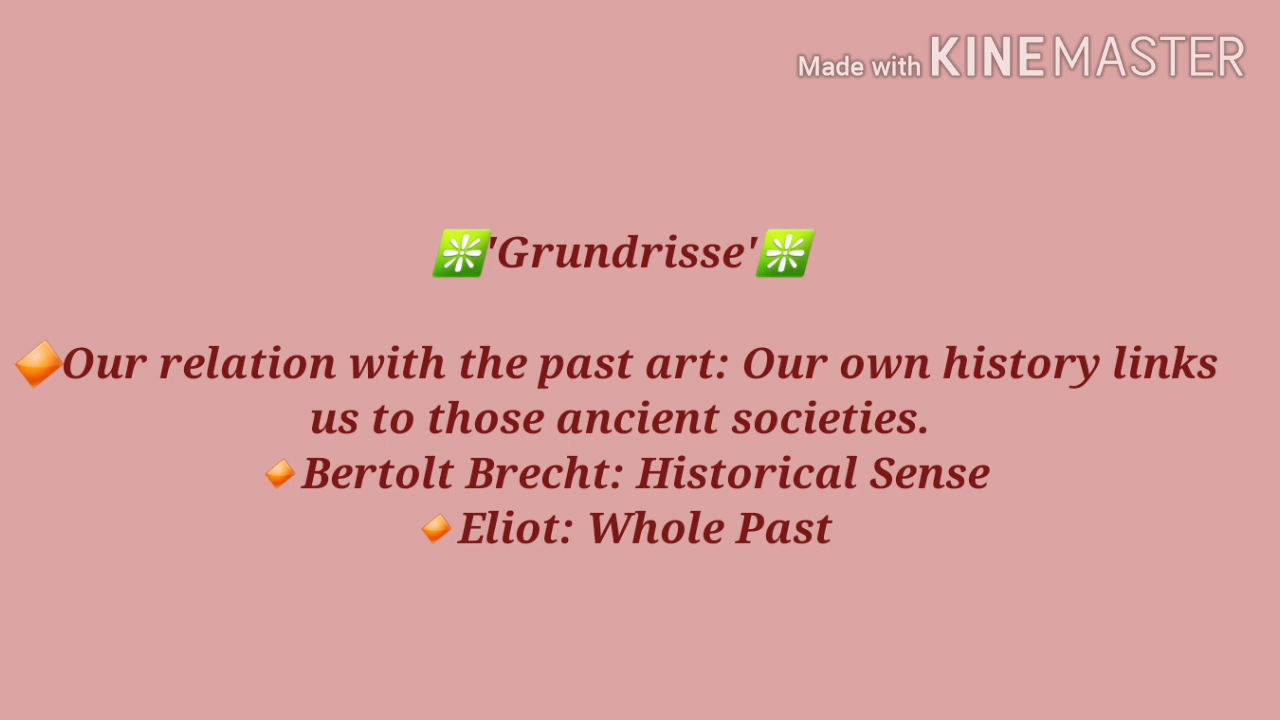 Made with KINEMASTER
❇️'Grundrisse'❇️
🔶Our relation with the past art: Our own history links
us to those ancient societies.
🔸Bertolt Brecht: Historical Sense
🔸Eliot: Whole Past